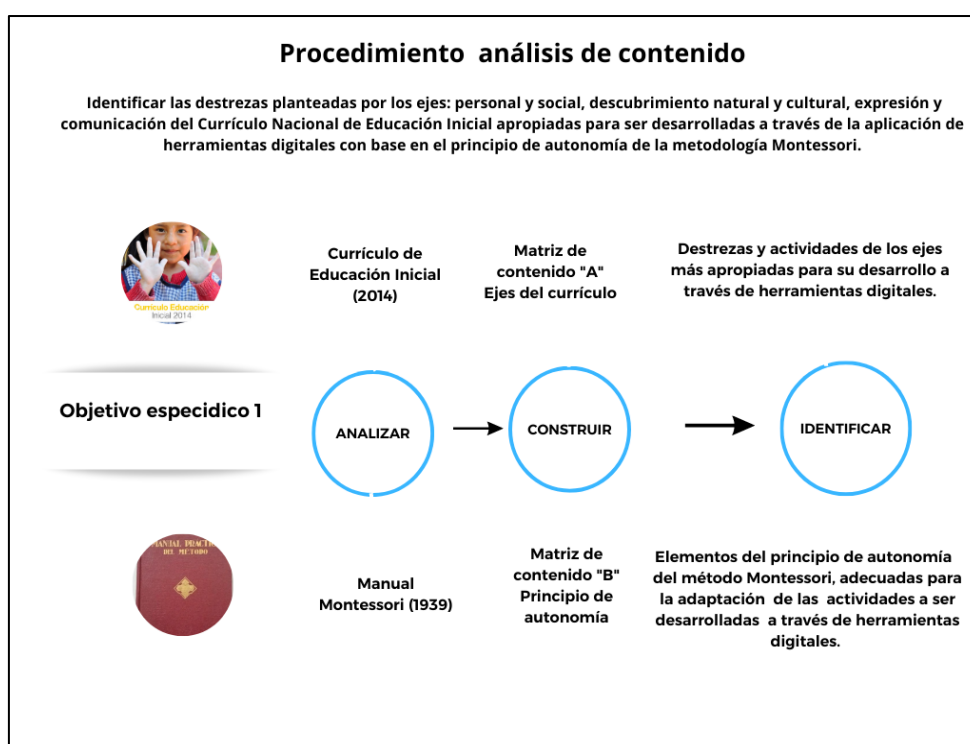 Procedimiento análisis de contenido
Identificar las destrezas planteadas por los ejes: personal y social, descubrimiento natural y cultural, expresión y
comunicación del Currículo Nacional de Educación Inicial apropiadas para ser desarrolladas a través de la aplicación de
herramientas digitales con base en el principio de autonomía de la metodología Montessori.
Currículo Educación
Inicial 2014
Currículo de
Educación Inicial
(2014)
Matriz de
contenido "A"
Ejes del currículo
Destrezas y actividades de los ejes
más apropiadas para su desarrollo a
través de herramientas digitales.
Objetivo especidico 1
ANALIZAR
CONSTRUIR
IDENTIFICAR
MANUAL PRACTI
DEL MÉTODO
Manual
Montessori (1939)
Matriz de
contenido "B"
Principio de
autonomía
Elementos del principio de autonomía
del método Montessori, adecuadas para
la adaptación de las actividades a ser
desarrolladas a través de herramientas
digitales.